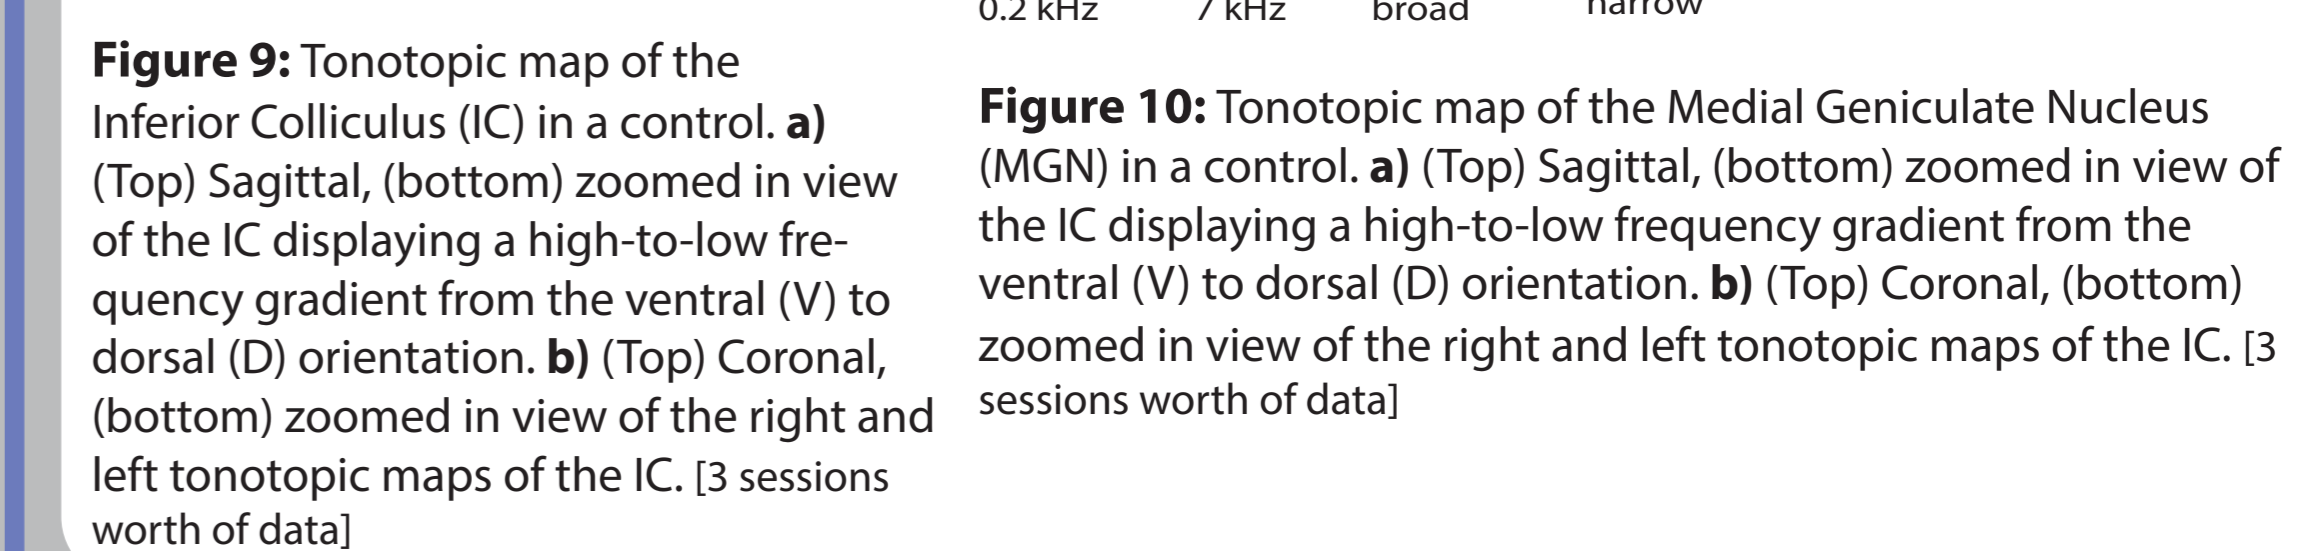 0.2 kHz 7 kHz broad narrow
Figure 9: Tonotopic map of the
Inferior Colliculus (IC) in a control. a)
(Top) Sagittal, (bottom) zoomed in view
of the IC displaying a high-to-low fre-
quency gradient from the ventral (V) to
dorsal (D) orientation. b) (Top) Coronal,
(bottom) zoomed in view of the right and
left tonotopic maps of the IC. [3 sessions
worth of data]
Figure 10: Tonotopic map of the Medial Geniculate Nucleus
(MGN) in a control. a) (Top) Sagittal, (bottom) zoomed in view of
the IC displaying a high-to-low frequency gradient from the
ventral (V) to dorsal (D) orientation. b) (Top) Coronal, (bottom)
zoomed in view of the right and left tonotopic maps of the IC. [3
sessions worth of data]